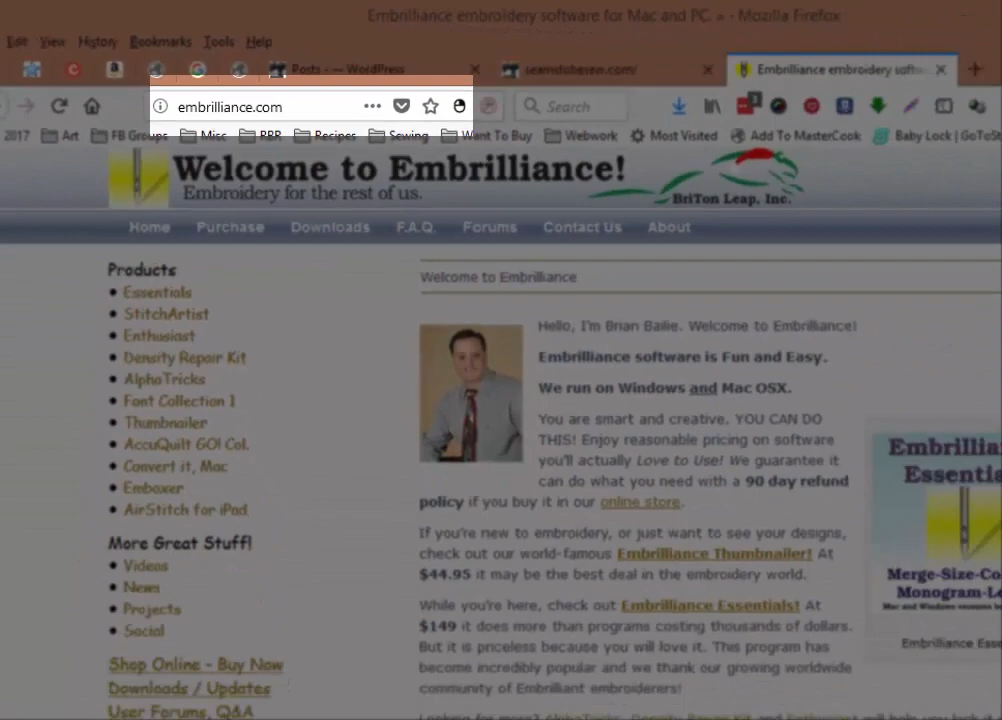 Embrilliance embroidery software for Mac and PC. » - Mozilla Firefox
Edit View History Bookmarks Tools Help
Posts · — WordPress
Embrilliance embroidery softw
embrilliance.com
Search
2017 Art FB Groups Misc RRR Recipes Sewing Want To Buy Webwork Most Visited Add To MasterCook Baby Lock | GoToSt
Welcome to Embrilliance!
Embroidery for the rest of us.
BriTon Leap, Inc.
Home Purchase Downloads F.A.Q. Forums Contact Us About
Products
• Essentials
• StitchArtist
• Enthusiast
• Density Repair Kit
• AlphaTricks
• Font Collection 1
• Thumbnailer
• AccuQuilt GO! Col.
• Convert it, Mac
• Emboxer
• AirStitch for iPad
More Great Stuff!
• Videos
• News
• Projects
• Social
Shop Online - Buy Now
Downloads / Updates
User Forums, Q&A
Welcome to Embrilliance
Hello, I'm Brian Bailie. Welcome to Embrilliance!
Embrilliance software is Fun and Easy.
We run on Windows and Mac OSX.
You are smart and creative. YOU CAN DO
THIS! Enjoy reasonable pricing on software
you'll actually Love to Use! We guarantee it
can do what you need with a 90 day refund
policy if you buy it in our online store.
If you're new to embroidery, or just want to see your designs,
check out our world-famous Embrilliance Thumbnailer! At
$44.95 it may be the best deal in the embroidery world.
While you're here, check out Embrilliance Essentials! At
$149 it does more than programs costing thousands of dollars.
But it is priceless because you will love it. This program has
become incredibly popular and we thank our growing worldwide
community of Embrilliant embroiderers!
Embrillia
Essentia
Merge-Size-Co
Monogram-Le
Embrilliance Esse